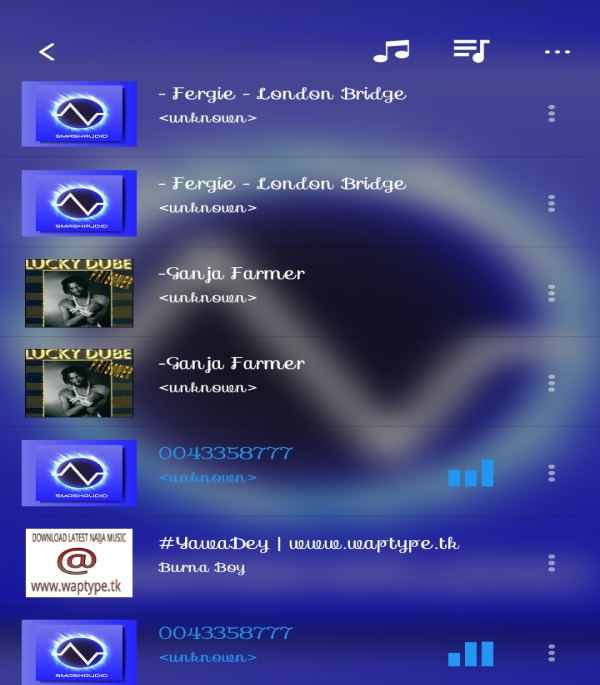 - Fergie - London Bridge
<unknown>
SMASHAUDIO
- Fergie - London Bridge
<unknown>
SMASHAUDIO
LUCKY DUBE
PRISONER
-Ganja Farmer
<unknown>
LUCKY DUBE
PRISONER
-Ganja Farmer
<unknown>
0043358777
<unknown>
SMASHAUDIO
DOWNLOAD LATEST NAIJA MUSIC
@
www.waptype.tk
#YawaDey | www.waptype.tk
Burna Boy
0043358777
<unknown>
SMASHAUDIO